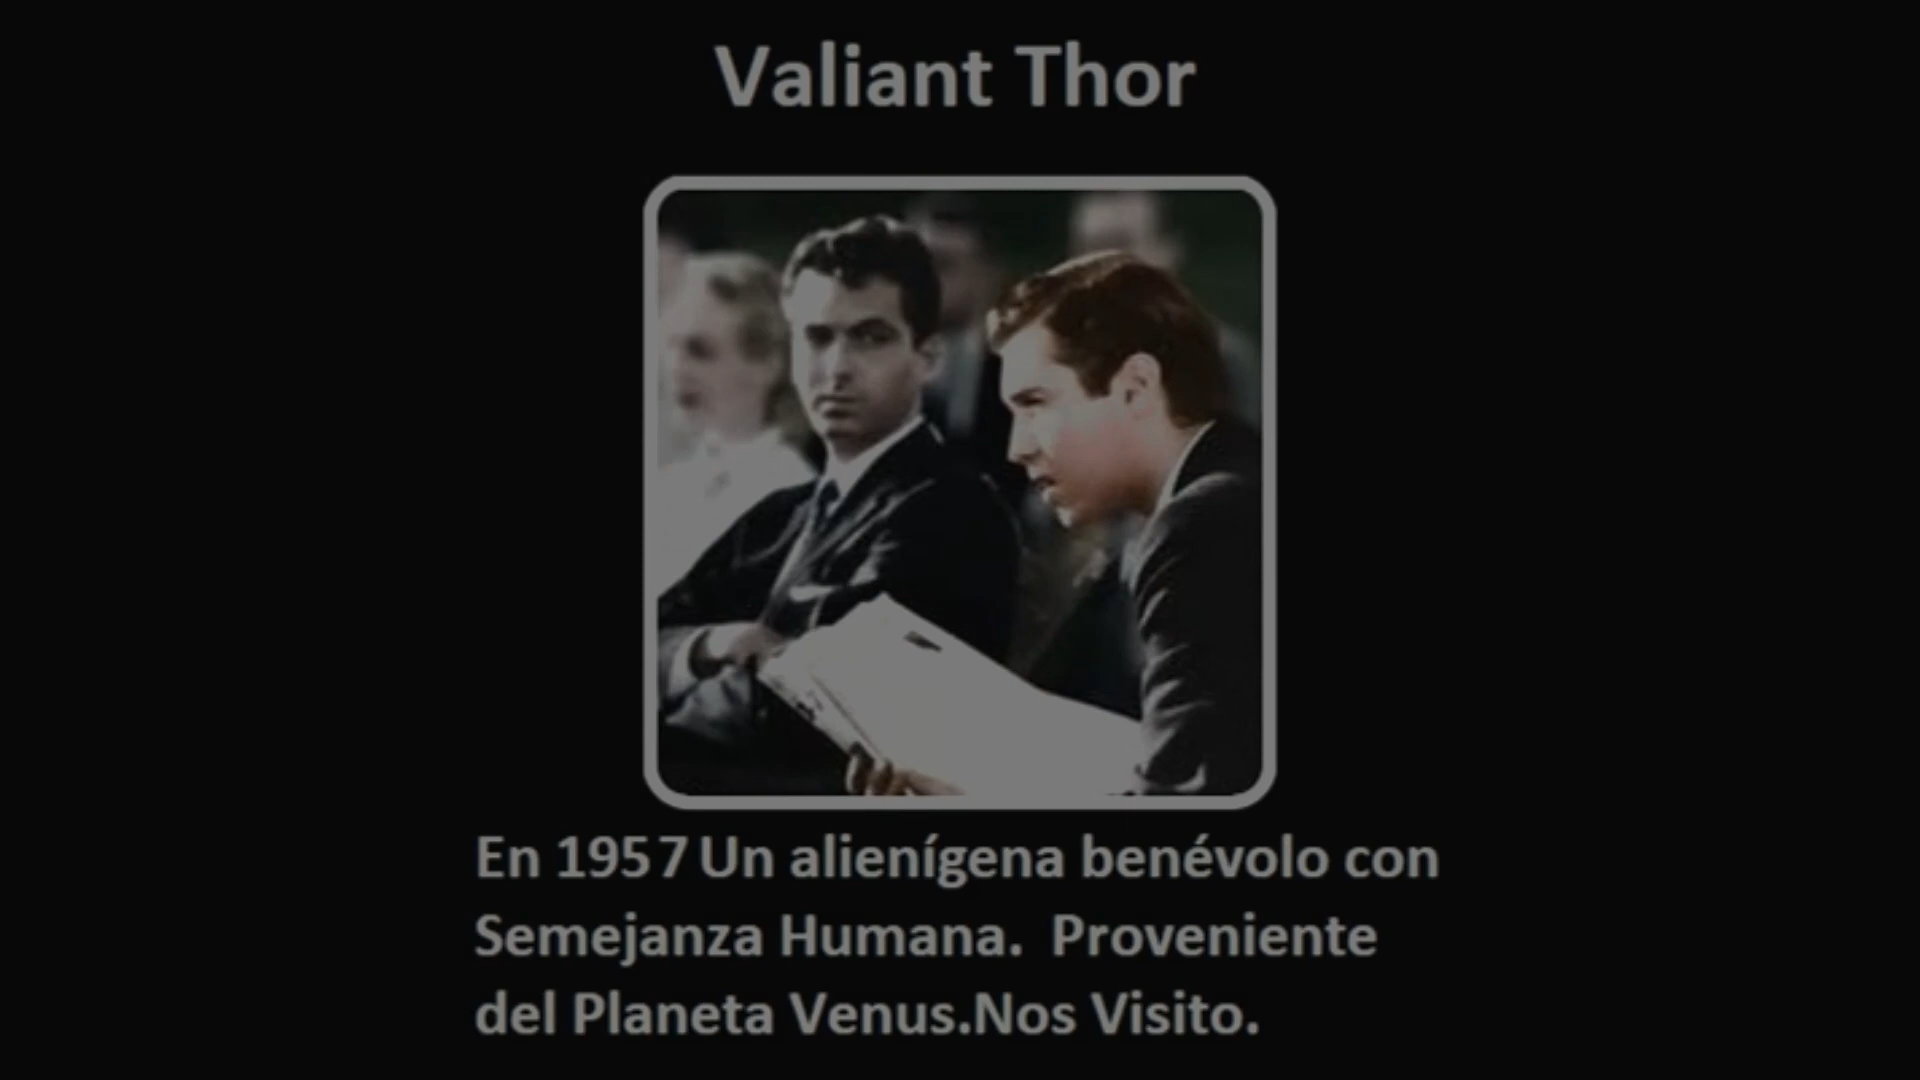 Valiant Thor
En 1957 Un alienígena benévolo con
Semejanza Humana. Proveniente
del Planeta Venus.Nos Visito.